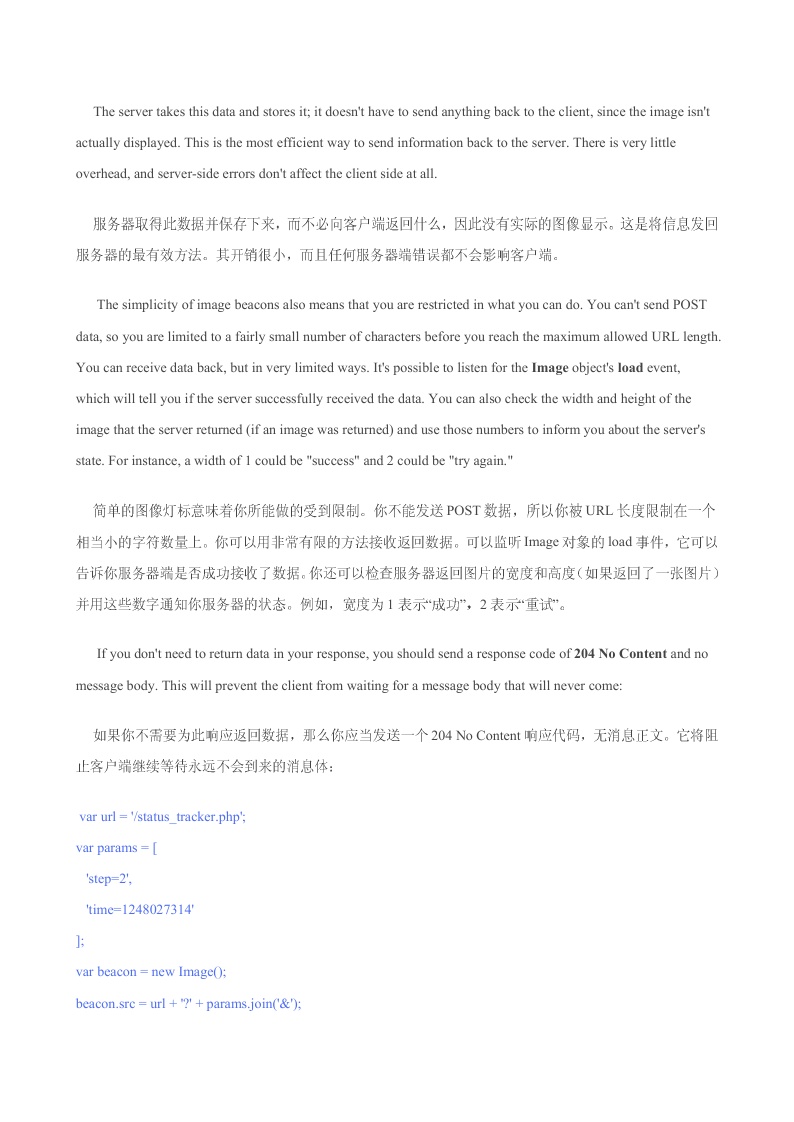 The server takes this data and stores it; it doesn't have to send anything back to the client, since the image isn't
actually displayed. This is the most efficient way to send information back to the server. There is very little
overhead, and server-side errors don't affect the client side at all.
服务器取得此数据并保存下来，而不必向客户端返回什么，因此没有实际的图像显示。这是将信息发回
服务器的最有效方法。其开销很小，而且任何服务器端错误都不会影响客户端。
The simplicity of image beacons also means that you are restricted in what you can do. You can't send POST
data, so you are limited to a fairly small number of characters before you reach the maximum allowed URL length.
You can receive data back, but in very limited ways. It's possible to listen for the Image object's load event,
which will tell you if the server successfully received the data. You can also check the width and height of the
image that the server returned (if an image was returned) and use those numbers to inform you about the server's
state. For instance, a width of 1 could be "success" and 2 could be "try again."
简单的图像灯标意味着你所能做的受到限制。你不能发送 POST 数据，所以你被 URL 长度限制在一个
相当小的字符数量上。你可以用非常有限的方法接收返回数据。可以监听 Image 对象的 load 事件，它可以
告诉你服务器端是否成功接收了数据。你还可以检查服务器返回图片的宽度和高度（如果返回了一张图片）
并用这些数字通知你服务器的状态。例如，宽度为 1 表示“成功”，2 表示“重试”。
If you don't need to return data in your response, you should send a response code of 204 No Content and no
message body. This will prevent the client from waiting for a message body that will never come:
如果你不需要为此响应返回数据，那么你应当发送一个 204 No Content 响应代码，无消息正文。它将阻
止客户端继续等待永远不会到来的消息体：
var url = '/status_tracker.php';
var params = [
'step=2',
'time=1248027314'
];
var beacon = new Image();
beacon.src = url + '?' + params.join('&');